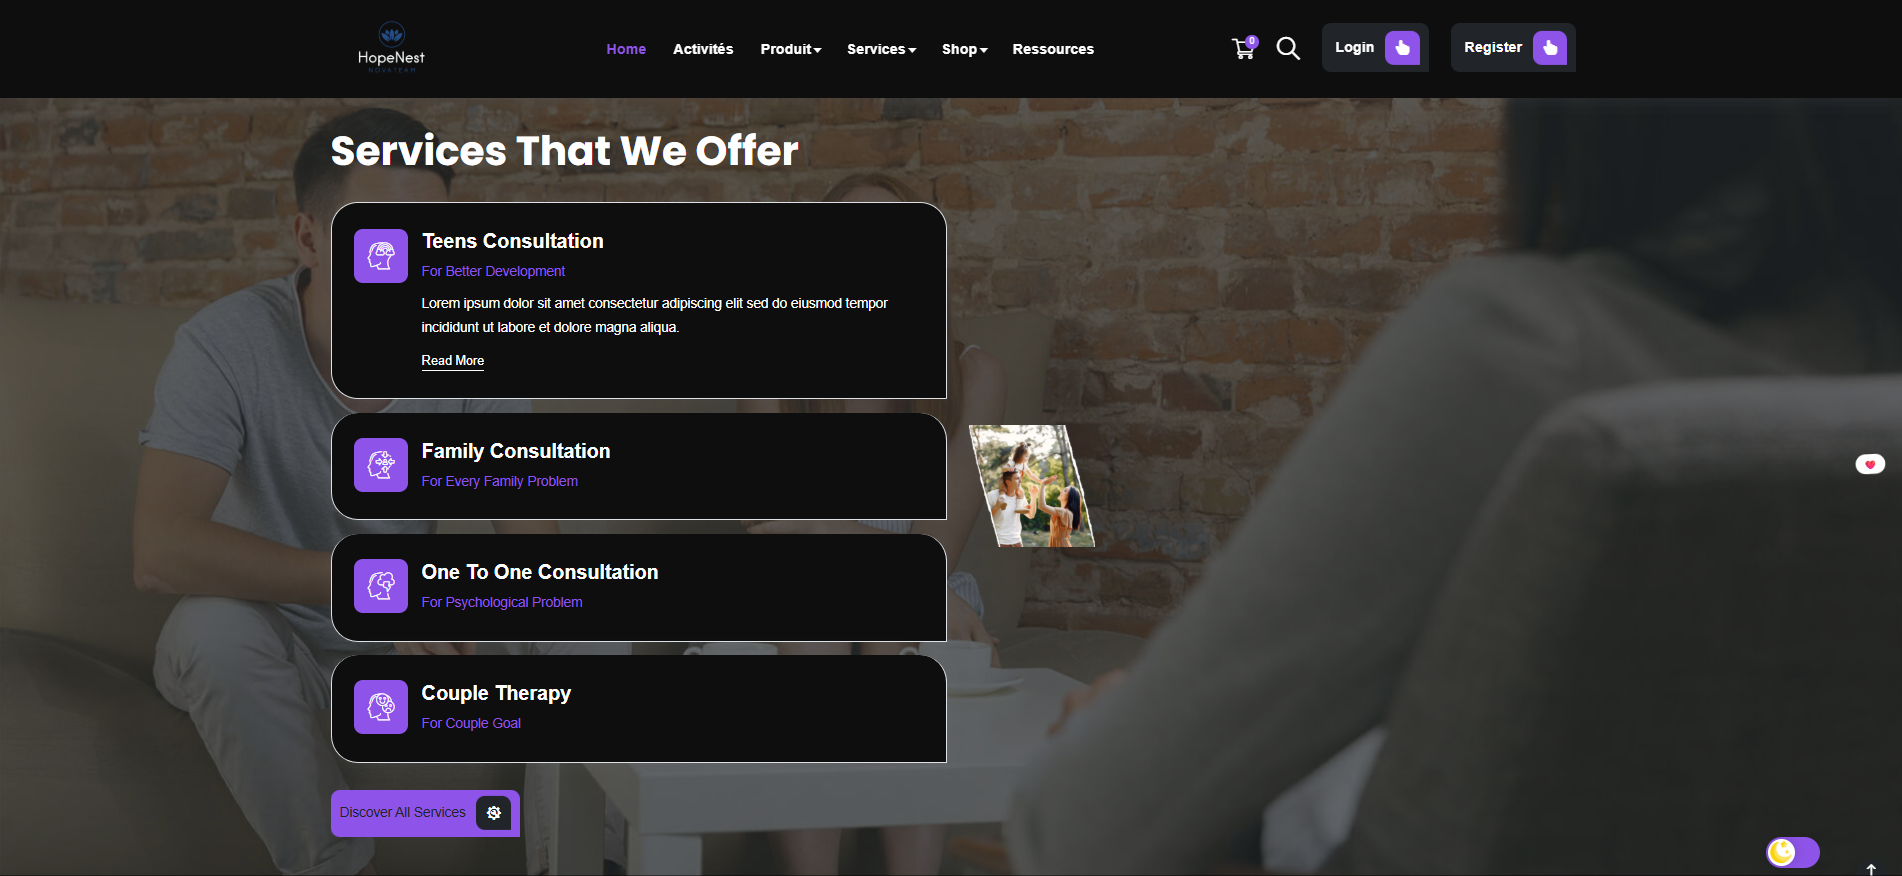 HopeNest
NOVATEAM
Home
Activités
Produit
Services
Shop
Ressources
0
Login
Register
Services That We Offer
Teens Consultation
For Better Development
Lorem ipsum dolor sit amet consectetur adipiscing elit sed do eiusmod tempor
incididunt ut labore et dolore magna aliqua.
Read More
Family Consultation
For Every Family Problem
One To One Consultation
For Psychological Problem
Couple Therapy
For Couple Goal
Discover All Services